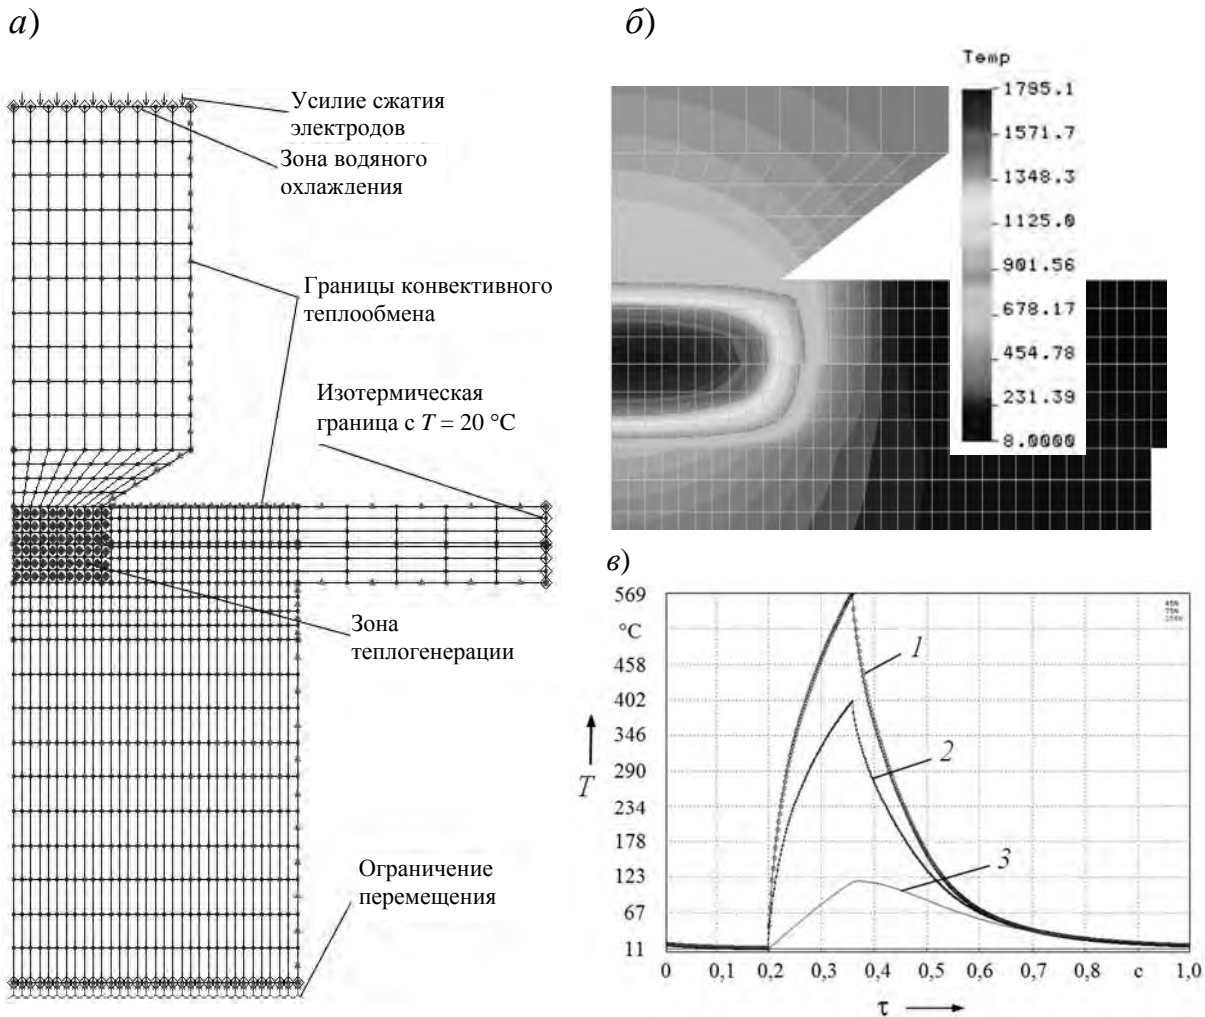 а)
Усилие сжатия
электродов
Зона водяного
охлаждения
Границы конвективного
теплообмена
Изотермическая
граница с T = 20 °C
Зона
теплогенерации
Ограничение
перемещения
б)
Temp
1795.1
1571.7
1348.3
1125.0
901.56
678.17
454.78
231.39
8.0000
в)
569
°C
458
402
346
290
234
178
123
67
11
T
1
2
3
0 0,1 0,2 0,3 0,4 0,5 0,6 0,7 0,8 с 1,0
τ